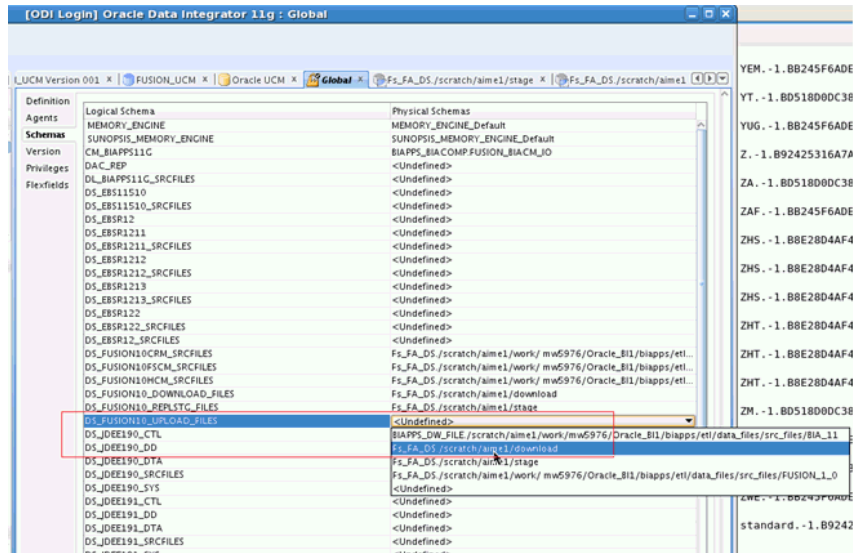 [ODI Login] Oracle Data Integrator 11g : Global
I_UCM Version 001 × FUSION_UCM × Oracle UCM × Global × Fs_FA_DS./scratch/aime1/stage × Fs_FA_DS./scratch/aime1
Definition
Agents
Schemas
Version
Privileges
Flexfields
Logical Schema Physical Schemas
MEMORY_ENGINE MEMORY_ENGINE_Default
SUNOPSIS_MEMORY_ENGINE SUNOPSIS_MEMORY_ENGINE_Default
CM_BIAPPS11G BIAPPS_BIACOMP.FUSION_BIACM_IO
DAC_REP <Undefined>
DL_BIAPPS11G_SRCFILES <Undefined>
DS_EBS11510 <Undefined>
DS_EBS11510_SRCFILES <Undefined>
DS_EBSR12 <Undefined>
DS_EBSR1211 <Undefined>
DS_EBSR1211_SRCFILES <Undefined>
DS_EBSR1212 <Undefined>
DS_EBSR1212_SRCFILES <Undefined>
DS_EBSR1213 <Undefined>
DS_EBSR1213_SRCFILES <Undefined>
DS_EBSR122 <Undefined>
DS_EBSR122_SRCFILES <Undefined>
DS_EBSR12_SRCFILES <Undefined>
DS_FUSION10CRM_SRCFILES Fs_FA_DS./scratch/aime1/work/ mw5976/Oracle_BI1/biapps/etl...
DS_FUSION10FSCM_SRCFILES Fs_FA_DS./scratch/aime1/work/ mw5976/Oracle_BI1/biapps/etl...
DS_FUSION10HCM_SRCFILES Fs_FA_DS./scratch/aime1/work/ mw5976/Oracle_BI1/biapps/etl...
DS_FUSION10_DOWNLOAD_FILES Fs_FA_DS./scratch/aime1/download
DS_FUSION10_REPLSTG_FILES Fs_FA_DS./scratch/aime1/stage
DS_FUSION10_UPLOAD_FILES <Undefined>
DS_JDEE190_CTL BIAPPS_DW_FILE./scratch/aime1/work/mw5976/Oracle_BI1/biapps/etl/data_files/src_files/BIA_11
DS_JDEE190_DD Fs_FA_DS./scratch/aime1/download
DS_JDEE190_DTA Fs_FA_DS./scratch/aime1/stage
DS_JDEE190_SRCFILES Fs_FA_DS./scratch/aime1/work/ mw5976/Oracle_BI1/biapps/etl/data_files/src_files/FUSION_1_0
DS_JDEE190_SYS <Undefined>
DS_JDEE191_CTL <Undefined>
DS_JDEE191_DD <Undefined>
DS_JDEE191_DTA <Undefined>
DS_JDEE191_SRCFILES <Undefined>
DS_JDEE191_SYS <Undefined>
YEM.-1.BB245F6ADE
YT.-1.BD518D0DC38
YUG.-1.BB245F6ADE
Z.-1.B92425316A7A
ZA.-1.BD518D0DC38
ZAF.-1.BB245F6ADE
ZHS.-1.B8E28D4AF4
ZHS.-1.B8E28D4AF4
ZHS.-1.B8E28D4AF4
ZHT.-1.B8E28D4AF4
ZHT.-1.B8E28D4AF4
ZHT.-1.B8E28D4AF4
ZM.-1.BD518D0DC38
ZWE.-1.BB245F6ADE
standard.-1.B9242